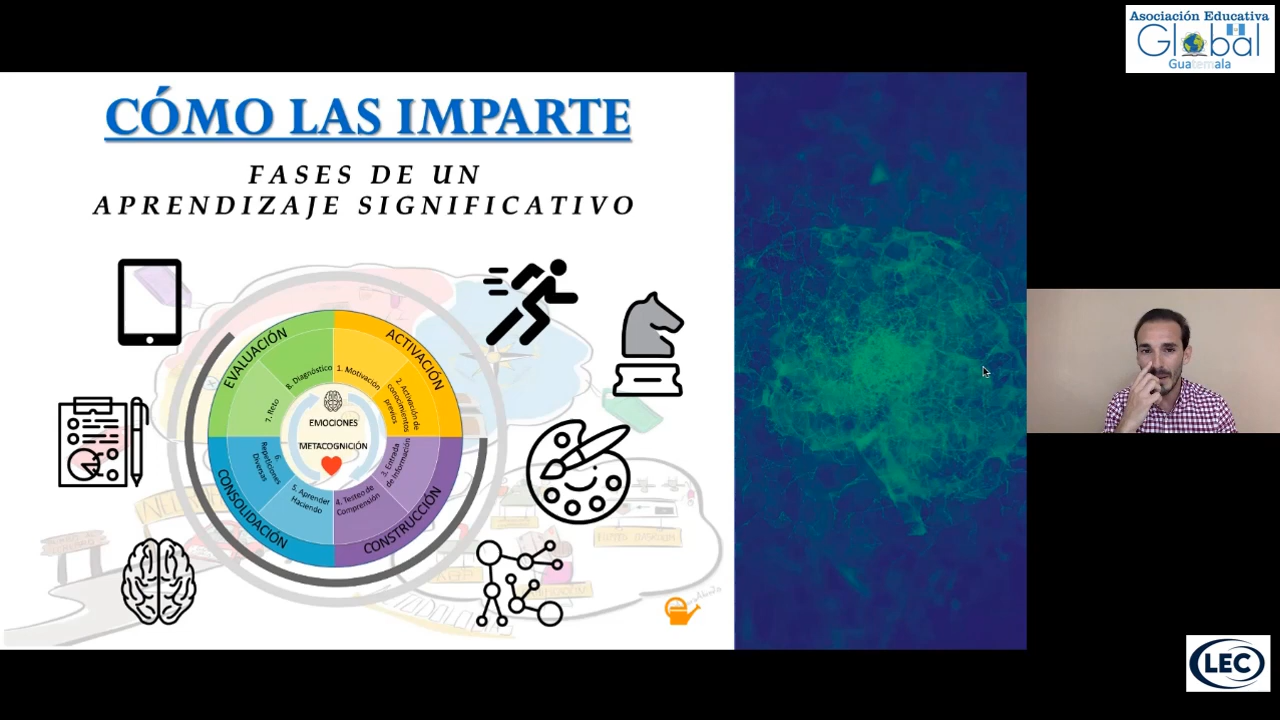 Asociación Educativa
Global
Guatemala
CÓMO LAS IMPARTE
FASES DE UN
APRENDIZAJE SIGNIFICATIVO
EVALUACIÓN
ACTIVACIÓN
8. Diagnóstico
1. Motivación
7. Reto
2. Activación de
conocimientos
previos
EMOCIONES
METACOGNICIÓN
6.
Repeticiones
Diversas
3. Entrada
de Información
5. Aprender
Haciendo
4. Testeo de
Comprensión
CONSOLIDACIÓN
CONSTRUCCIÓN
LEC